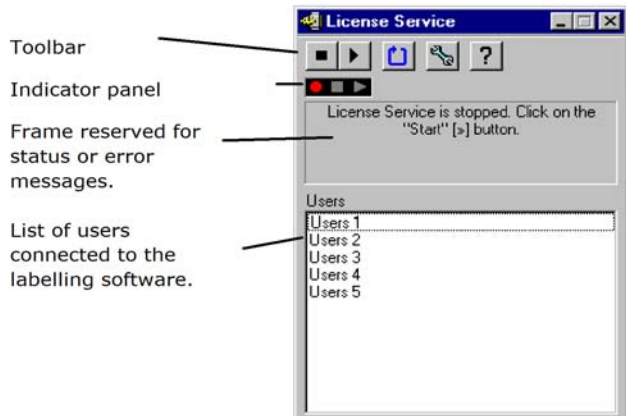 Toolbar
Indicator panel
Frame reserved for
status or error
messages.
List of users
connected to the
labelling software.
License Service
?
License Service is stopped. Click on the
"Start" [»] button.
Users
Users 1
Users 2
Users 3
Users 4
Users 5